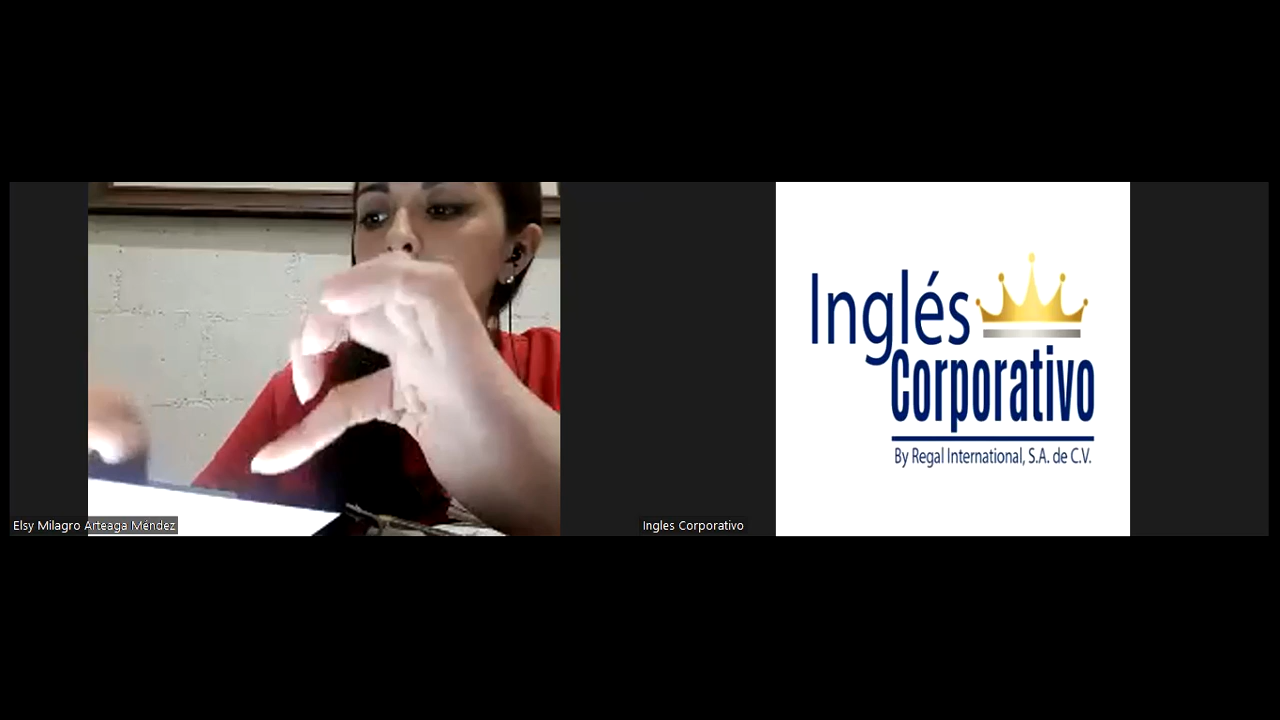 Inglés
Corporativo
By Regal International, S.A. de C.V.
Elsy Milagro Arteaga Méndez
Ingles Corporativo